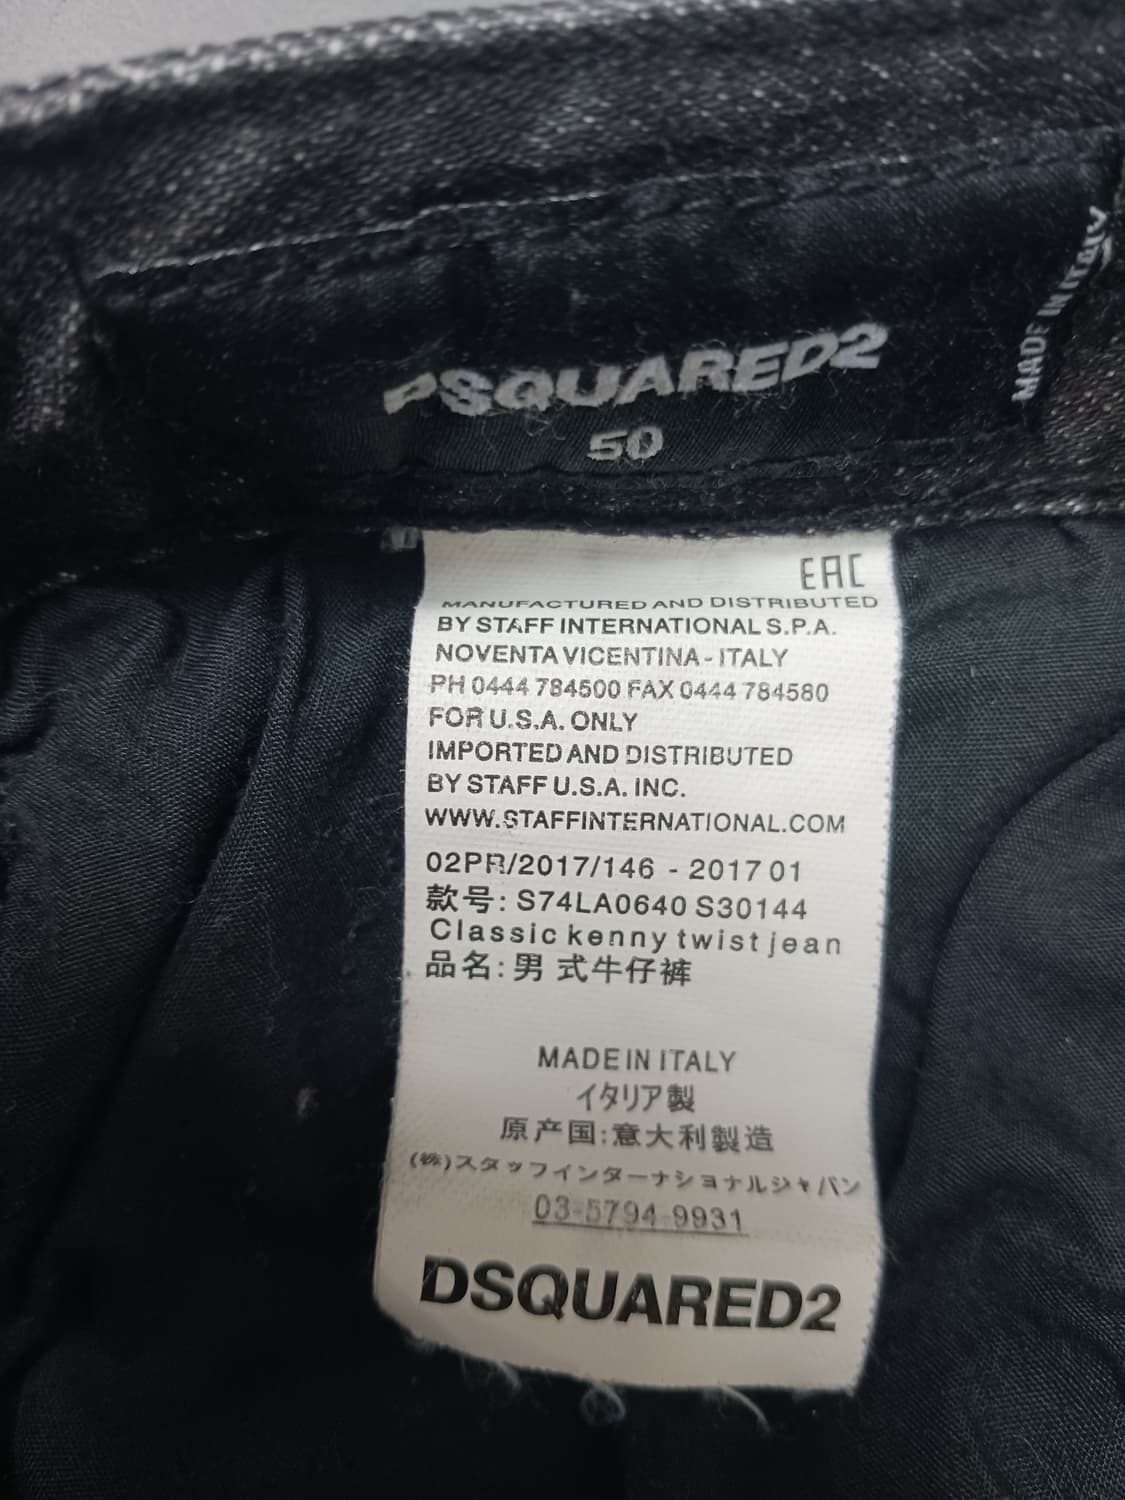 MADE IN ITALY
DSQUARED2
50
EAC
MANUFACTURED AND DISTRIBUTED
BY STAFF INTERNATIONAL S.P.A.
NOVENTA VICENTINA - ITALY
PH 0444 784500 FAX 0444 784580
FOR U.S.A. ONLY
IMPORTED AND DISTRIBUTED
BY STAFF U.S.A. INC.
WWW.STAFFINTERNATIONAL.COM
02PR/2017/146 - 2017 01
款号: S74LA0640 S30144
Classic kenny twist jean
品名: 男 式牛仔裤
MADE IN ITALY
イタリア製
原产国:意大利製造
(株)スタッフインターナショナルジャパン
03-5794-9931
DSQUARED2